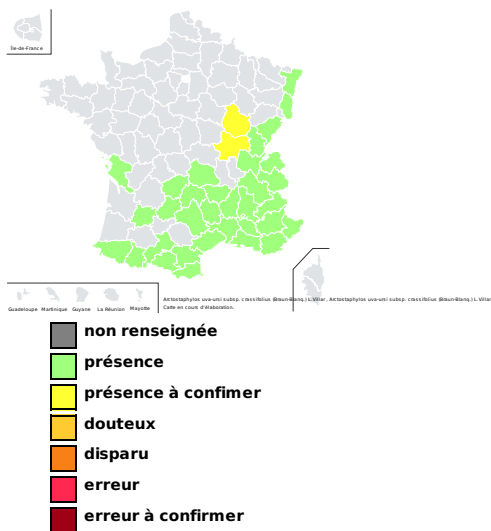 Île-de-France
Guadeloupe Martinique Guyane La Réunion Mayotte
Arctostaphylos uva-ursi subsp. crassifolius (Braun-Blanq.) L.Villar , Arctostaphylos uva-ursi subsp. crassifolius (Braun-Blanq.) L.Villar
Carte en cours d'élaboration.
non renseignée
présence
présence à confimer
douteux
disparu
erreur
erreur à confirmer